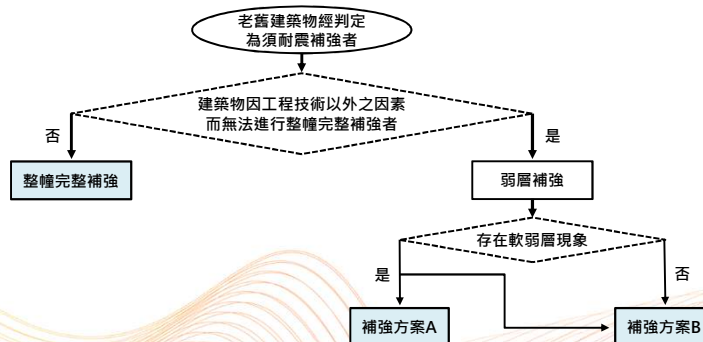 老舊建築物經判定
為須耐震補強者
建築物因工程技術以外之因素
而無法進行整幢完整補強者
否
是
整幢完整補強
弱層補強
存在軟弱層現象
是
否
補強方案A
補強方案B